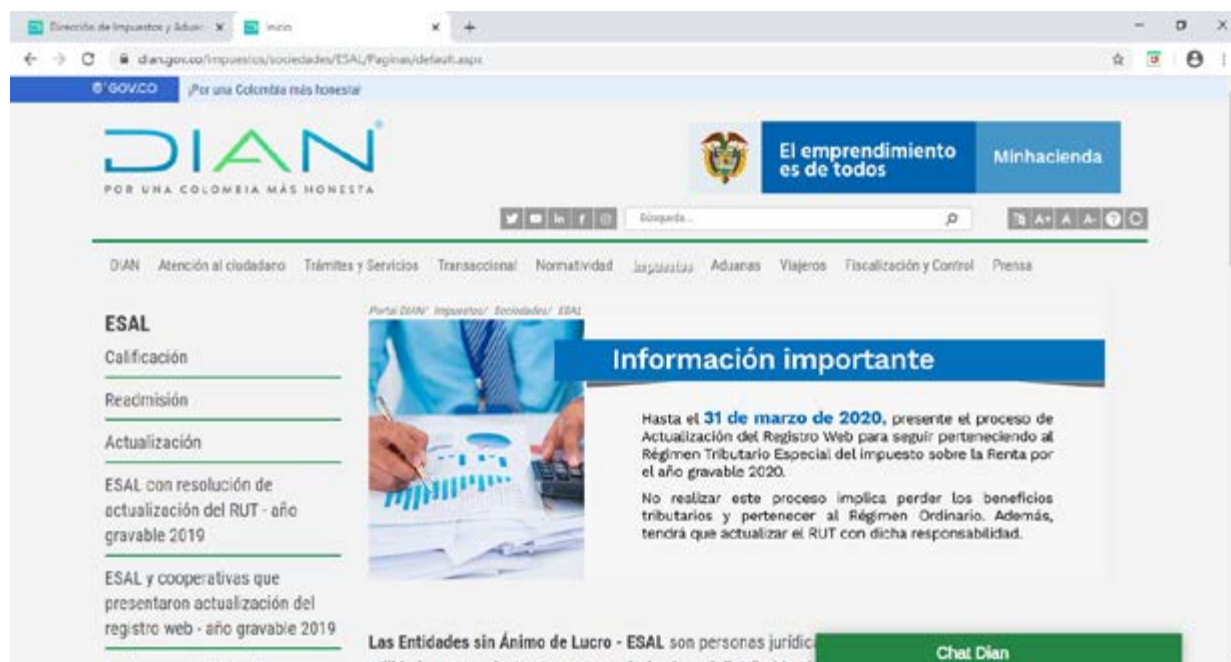 Dirección de Impuestos y Aduan
Inicio
dian.gov.co/impuestos/sociedades/ESAL/Paginas/default.aspx
GOV.CO
¡Por una Colombia más honesta!
DIAN
POR UNA COLOMBIA MÁS HONESTA
El emprendimiento
es de todos
Minhacienda
Búsqueda...
A+ A A-
DIAN Atención al ciudadano Trámites y Servicios Transaccional Normatividad Impuestos Aduanas Viajeros Fiscalización y Control Prensa
Portal DIAN/ Impuestos/ Sociedades/ ESAL
ESAL
Calificación
Readmisión
Actualización
ESAL con resolución de
actualización del RUT - año
gravable 2019
ESAL y cooperativas que
presentaron actualización del
registro web - año gravable 2019
Información importante
Hasta el 31 de marzo de 2020, presente el proceso de
Actualización del Registro Web para seguir perteneciendo al
Régimen Tributario Especial del impuesto sobre la Renta por
el año gravable 2020.
No realizar este proceso implica perder los beneficios
tributarios y pertenecer al Régimen Ordinario. Además,
tendrá que actualizar el RUT con dicha responsabilidad.
Las Entidades sin Ánimo de Lucro - ESAL son personas jurídic
Chat Dian